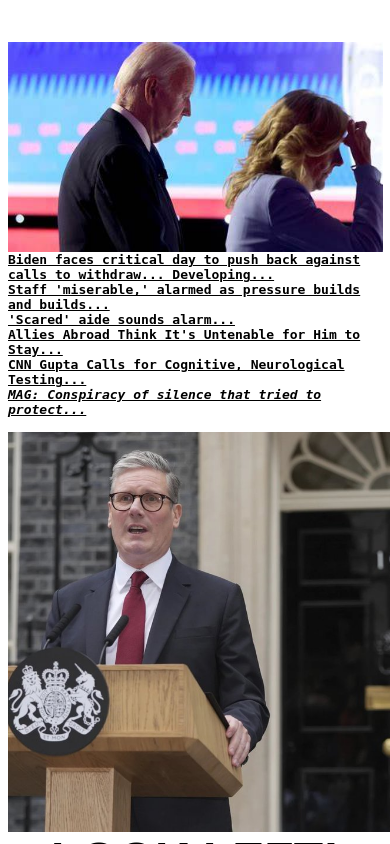 Biden faces critical day to push back against
calls to withdraw... Developing...
Staff 'miserable,' alarmed as pressure builds
and builds...
'Scared' aide sounds alarm...
Allies Abroad Think It's Untenable for Him to
Stay...
CNN Gupta Calls for Cognitive, Neurological
Testing...
MAG: Conspiracy of silence that tried to
protect...